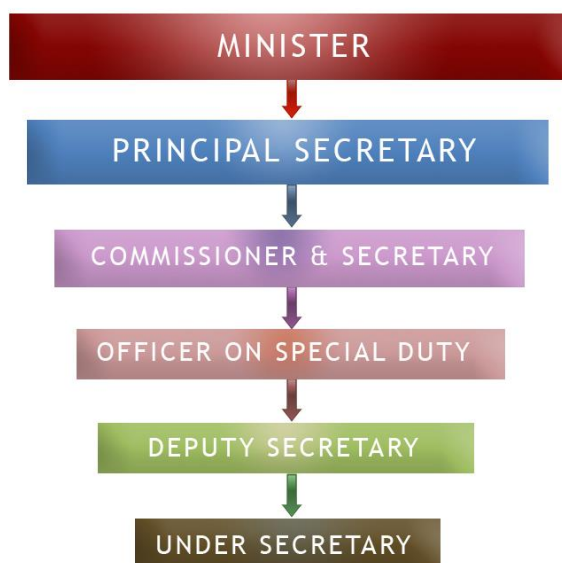 MINISTER
PRINCIPAL SECRETARY
COMMISSIONER & SECRETARY
OFFICER ON SPECIAL DUTY
DEPUTY SECRETARY
UNDER SECRETARY